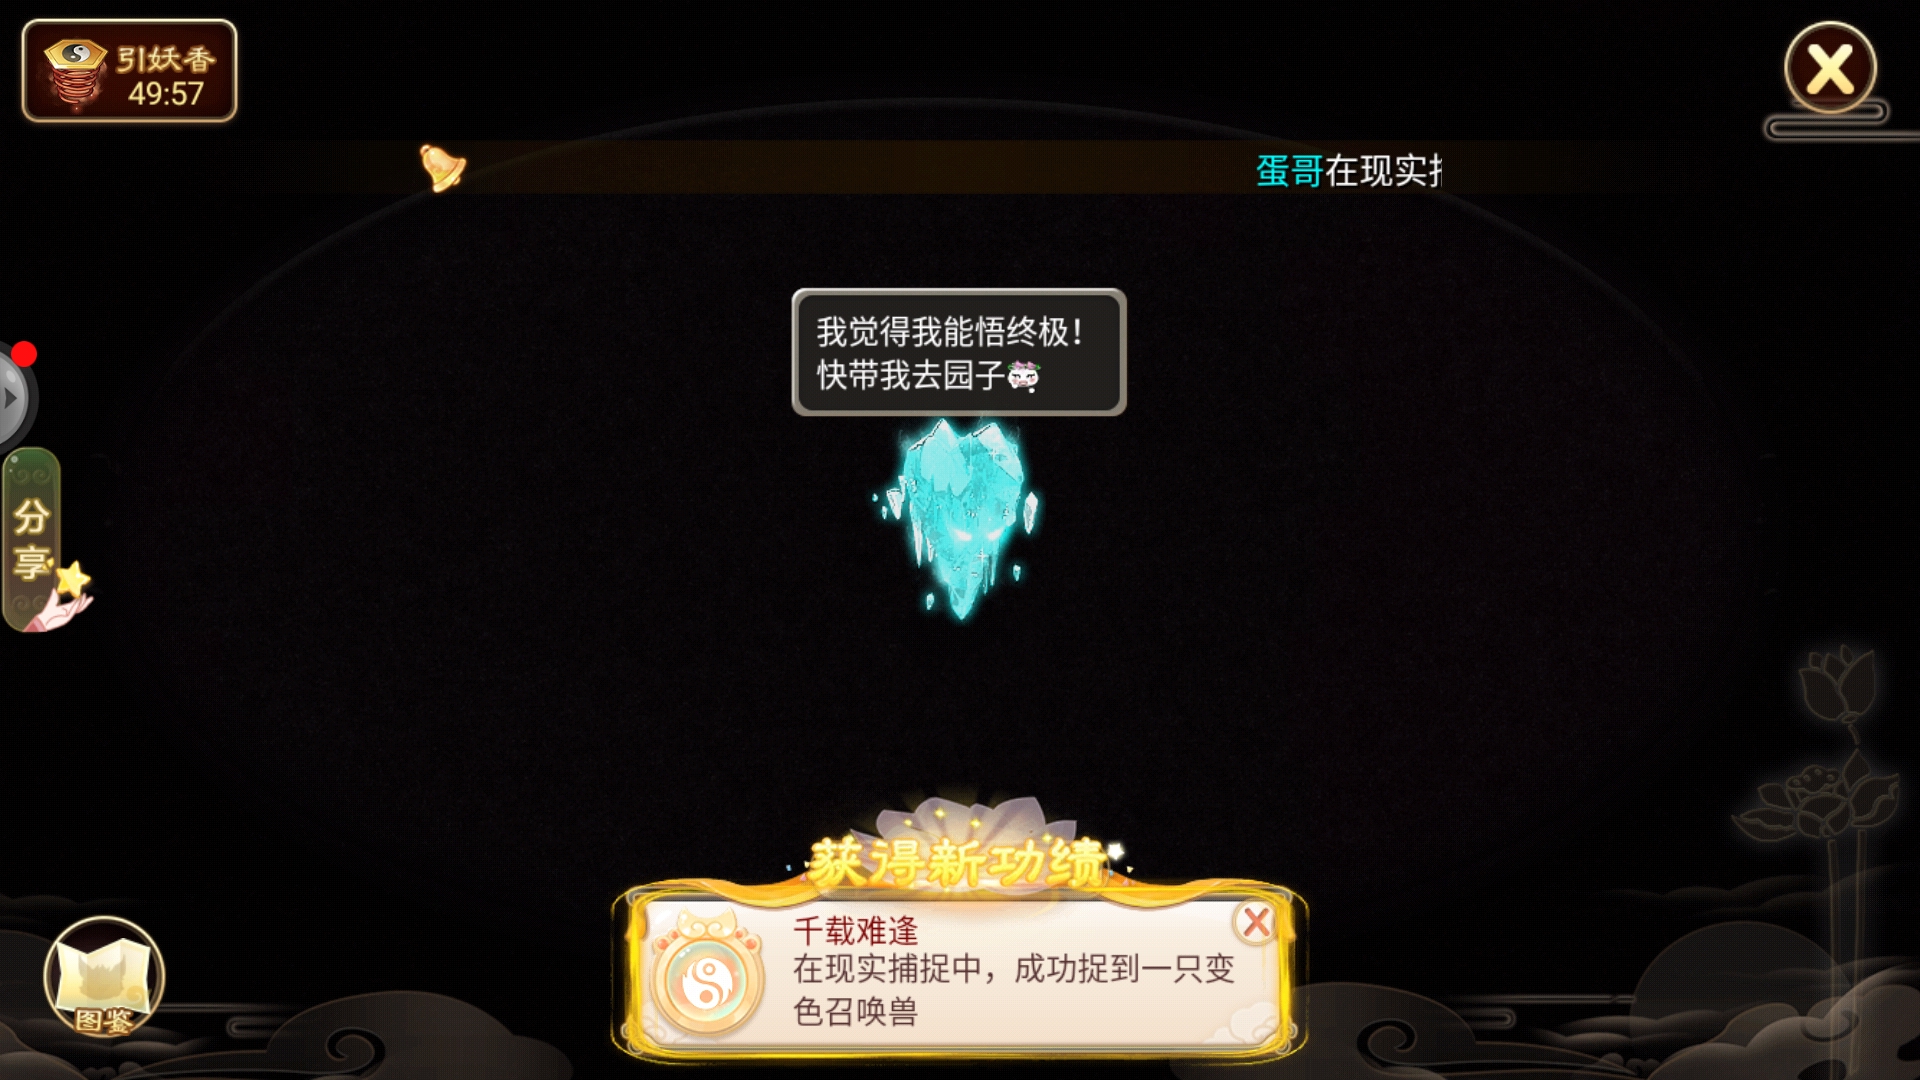 引妖香
49:57
蛋哥在现实
我觉得我能悟终极！
快带我去园子
分享
获得新功绩
千载难逢
在现实捕捉中，成功捉到一只变
色召唤兽
图鉴